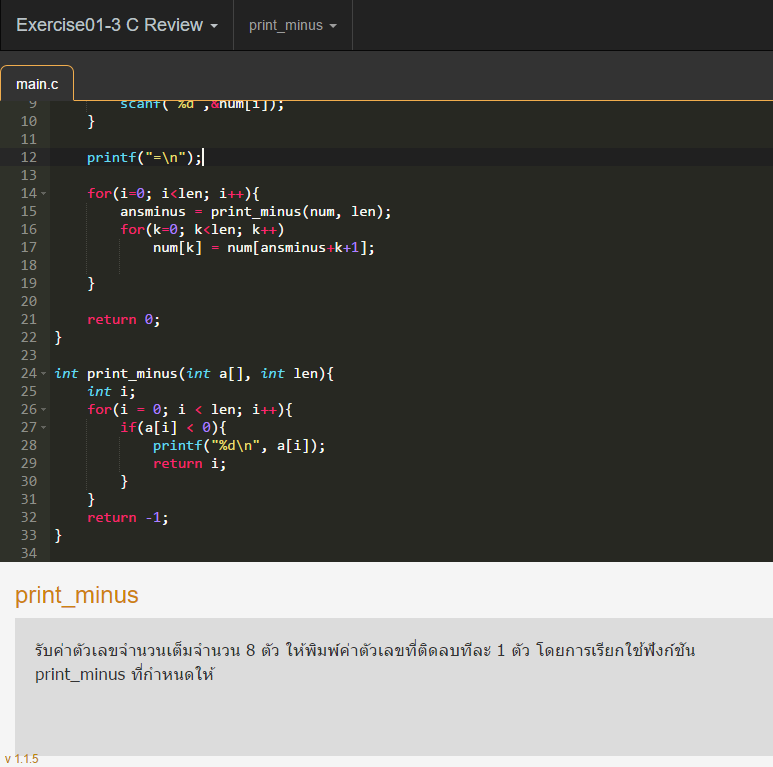 Exercise01-3 C Review
print_minus
main.c
9 scanf("%d",&num[i]);
10 }
11
12 printf("=\n");
13
14 for(i=0; i<len; i++){
15 ansminus = print_minus(num, len);
16 for(k=0; k<len; k++)
17 num[k] = num[ansminus+k+1];
18
19 }
20
21 return 0;
22 }
23
24 int print_minus(int a[], int len){
25 int i;
26 for(i = 0; i < len; i++){
27 if(a[i] < 0){
28 printf("%d\n", a[i]);
29 return i;
30 }
31 }
32 return -1;
33 }
34
print_minus
รับค่าตัวเลขจำนวนเต็มจำนวน 8 ตัว ให้พิมพ์ค่าตัวเลขที่ติดลบทีละ 1 ตัว โดยการเรียกใช้ฟังก์ชัน
print_minus ที่กำหนดให้
v 1.1.5